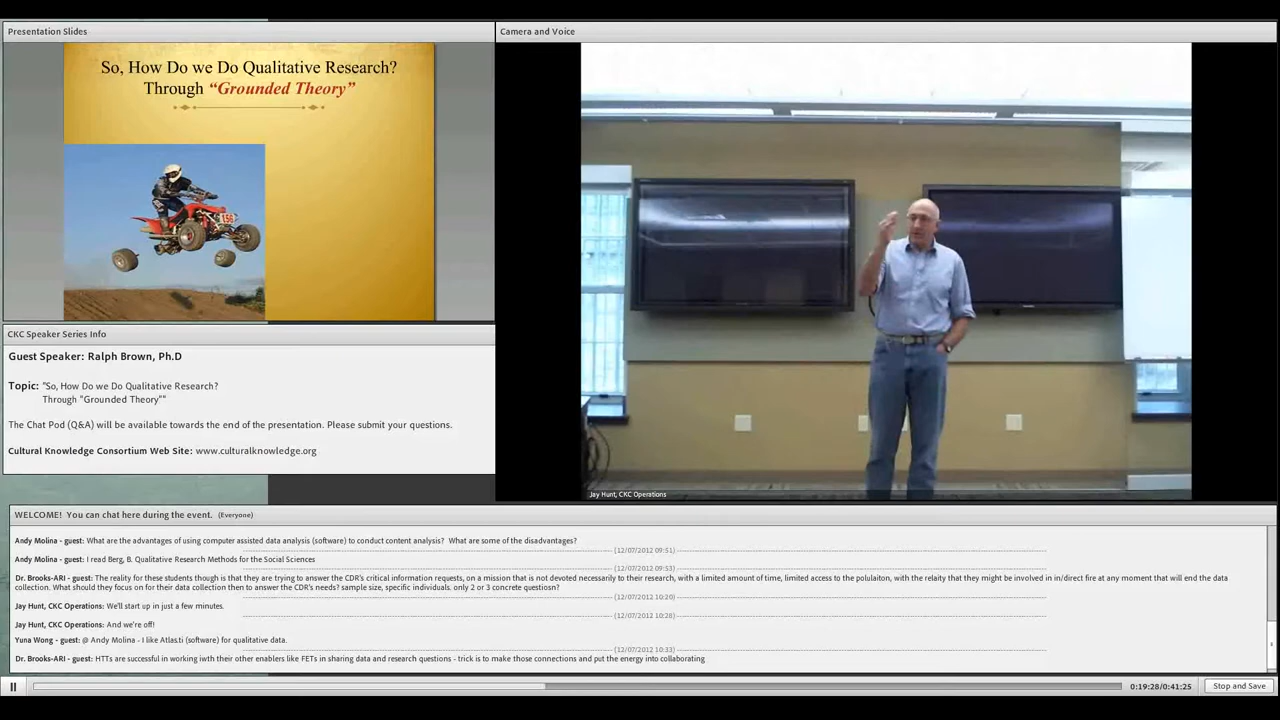 Presentation Slides
Camera and Voice
So, How Do we Do Qualitative Research?
Through “Grounded Theory”
156
CKC Speaker Series Info
Guest Speaker: Ralph Brown, Ph.D
Topic: "So, How Do we Do Qualitative Research?
Through "Grounded Theory""
The Chat Pod (Q&A) will be available towards the end of the presentation. Please submit your questions.
Cultural Knowledge Consortium Web Site: www.culturalknowledge.org
Jay Hunt, CKC Operations
WELCOME! You can chat here during the event. (Everyone)
Andy Molina - guest: What are the advantages of using computer assisted data analysis (software) to conduct content analysis? What are some of the disadvantages?
(12/07/2012 09:51)
Andy Molina - guest: I read Berg, B. Qualitative Research Methods for the Social Sciences
(12/07/2012 09:53)
Dr. Brooks-ARI - guest: The reality for these students though is that they are trying to answer the CDR's critical information requests, on a mission that is not devoted necessarily to their research, with a limited amount of time, limited access to the polulaiton, with the relaity that they might be involved in in/direct fire at any moment that will end the data
collection. What should they focus on for their data collection then to answer the CDR's needs? sample size, specific individuals. only 2 or 3 concrete questiosn?
(12/07/2012 10:20)
Jay Hunt, CKC Operations: We'll start up in just a few minutes.
(12/07/2012 10:28)
Jay Hunt, CKC Operations: And we're off!
Yuna Wong - guest: @ Andy Molina - I like Atlas.ti (software) for qualitative data.
(12/07/2012 10:33)
Dr. Brooks-ARI - guest: HTTs are successful in working iwth their other enablers like FETs in sharing data and research questions - trick is to make those connections and put the energy into collaborating
0:19:28/0:41:25
Stop and Save